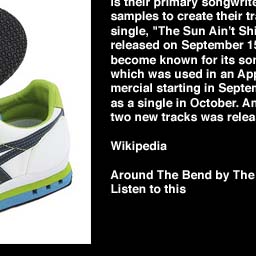 is their primary songwrite
samples to create their tra
single, "The Sun Ain't Shi
released on September 15
become known for its son
which was used in an App
mercial starting in Septem
as a single in October. An
two new tracks was relea
Wikipedia
Around The Bend by The
Listen to this